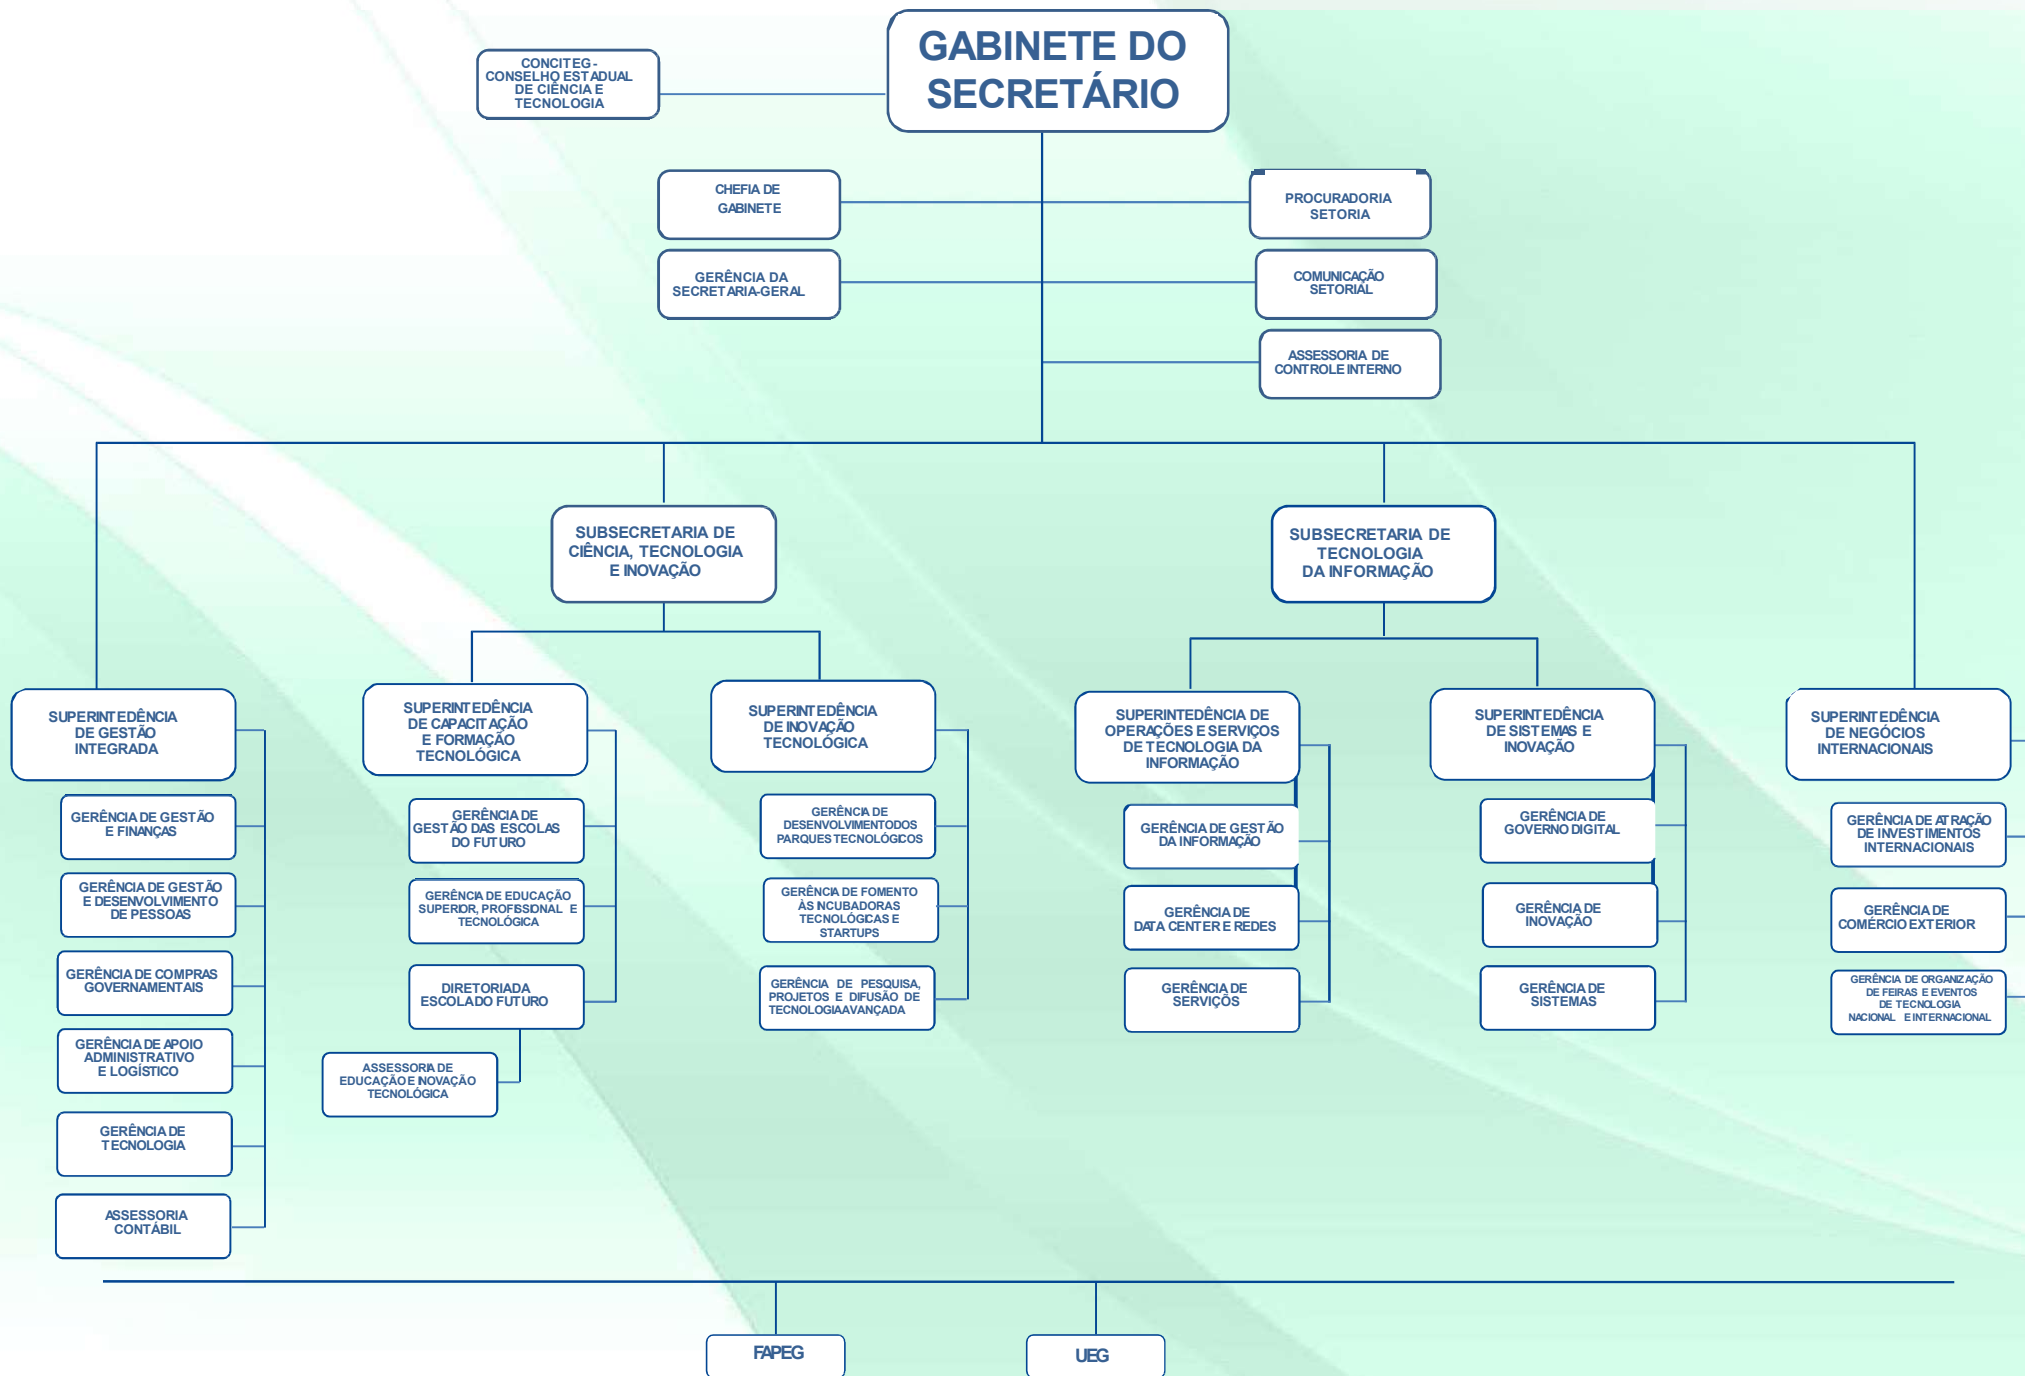 GABINETE DO
SECRETÁRIO
CONCITEG -
CONSELHO ESTADUAL
DE CIÊNCIA E
TECNOLOGIA
CHEFIA DE
GABINETE
PROCURADORIA
SETORIA
GERÊNCIA DA
SECRETARIA-GERAL
COMUNICAÇÃO
SETORIAL
ASSESSORIA DE
CONTROLE INTERNO
SUBSECRETARIA DE
CIÊNCIA, TECNOLOGIA
E INOVAÇÃO
SUBSECRETARIA DE
TECNOLOGIA
DA INFORMAÇÃO
SUPERINTEDÊNCIA
DE GESTÃO
INTEGRADA
GERÊNCIA DE GESTÃO
E FINANÇAS
GERÊNCIA DE GESTÃO
E DESENVOLVIMENTO
DE PESSOAS
GERÊNCIA DE COMPRAS
GOVERNAMENTAIS
GERÊNCIA DE APOIO
ADMINISTRATIVO
E LOGÍSTICO
GERÊNCIA DE
TECNOLOGIA
ASSESSORIA
CONTÁBIL
SUPERINTEDÊNCIA
DE CAPACITAÇÃO
E FORMAÇÃO
TECNOLÓGICA
GERÊNCIA DE
GESTÃO DAS ESCOLAS
DO FUTURO
GERÊNCIA DE EDUCAÇÃO
SUPERIOR, PROFISSIONAL E
TECNOLÓGICA
DIRETORIA DA
ESCOLA DO FUTURO
ASSESSORIA DE
EDUCAÇÃO E INOVAÇÃO
TECNOLÓGICA
SUPERINTEDÊNCIA
DE INOVAÇÃO
TECNOLÓGICA
GERÊNCIA DE
DESENVOLVIMENTO DOS
PARQUES TECNOLÓGICOS
GERÊNCIA DE FOMENTO
ÀS INCUBADORAS
TECNOLÓGICAS E
STARTUPS
GERÊNCIA DE PESQUISA,
PROJETOS E DIFUSÃO DE
TECNOLOGIA AVANÇADA
SUPERINTEDÊNCIA DE
OPERAÇÕES E SERVIÇOS
DE TECNOLOGIA DA
INFORMAÇÃO
GERÊNCIA DE GESTÃO
DA INFORMAÇÃO
GERÊNCIA DE
DATA CENTER E REDES
GERÊNCIA DE
SERVIÇÕS
SUPERINTEDÊNCIA
DE SISTEMAS E
INOVAÇÃO
GERÊNCIA DE
GOVERNO DIGITAL
GERÊNCIA DE
INOVAÇÃO
GERÊNCIA DE
SISTEMAS
SUPERINTEDÊNCIA
DE NEGÓCIOS
INTERNACIONAIS
GERÊNCIA DE ATRAÇÃO
DE INVESTIMENTOS
INTERNACIONAIS
GERÊNCIA DE
COMÉRCIO EXTERIOR
GERÊNCIA DE ORGANIZAÇÃO
DE FEIRAS E EVENTOS
DE TECNOLOGIA
NACIONAL E INTERNACIONAL
FAPEG
UEG